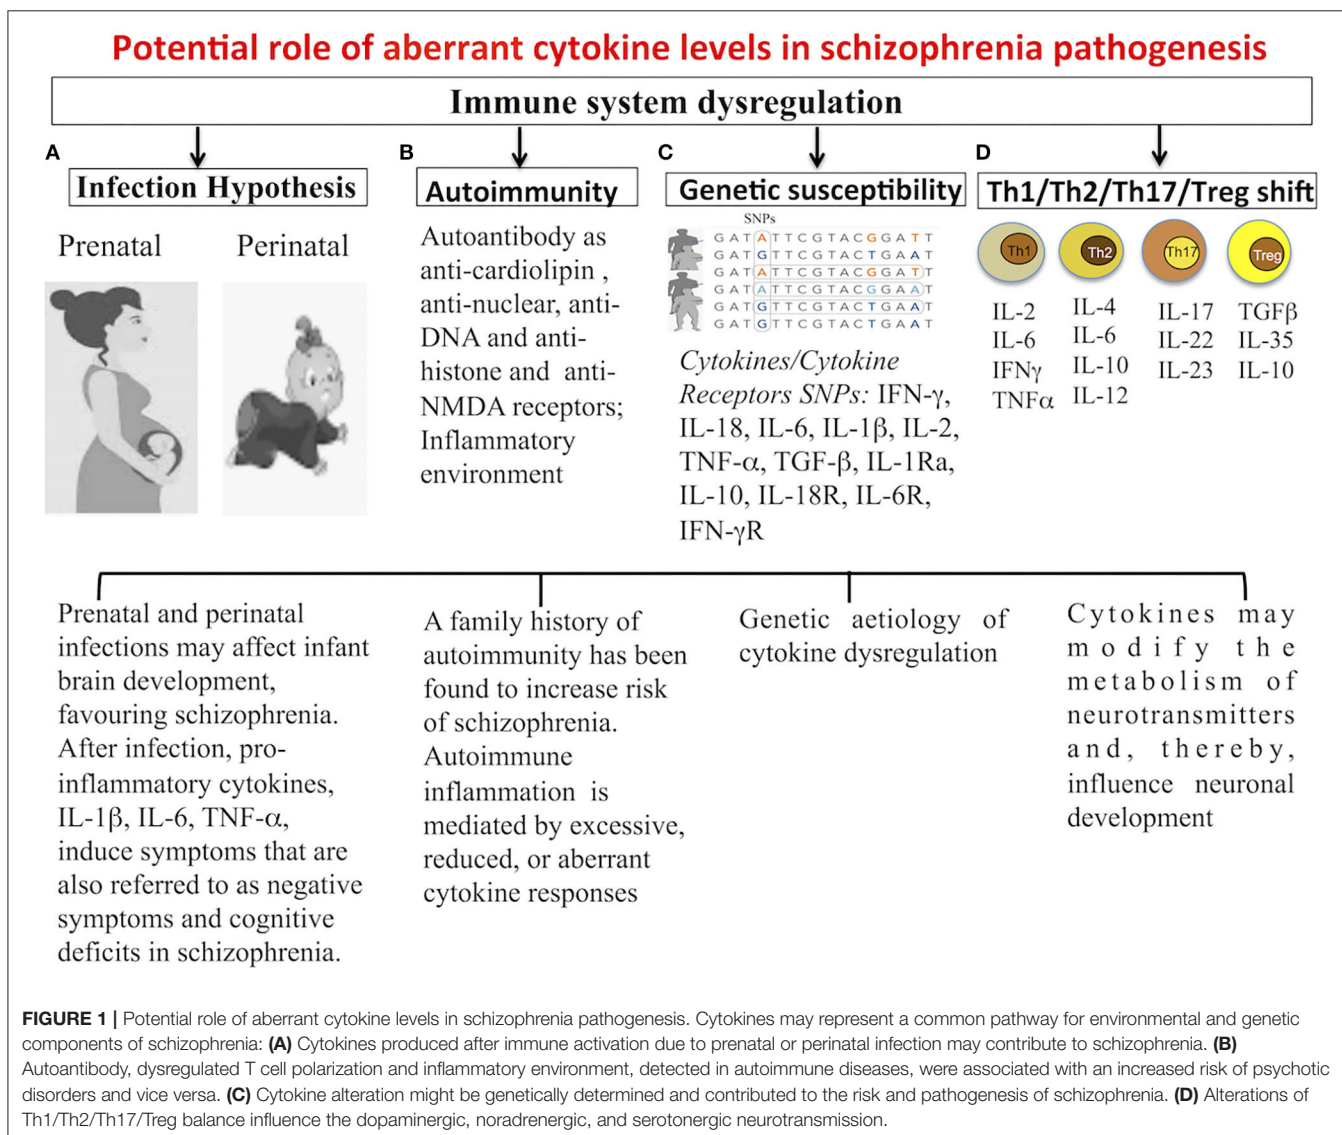 Potential role of aberrant cytokine levels in schizophrenia pathogenesis
Immune system dysregulation
A
Infection Hypothesis
Prenatal
Perinatal
Prenatal and perinatal
infections may affect infant
brain development,
favouring schizophrenia.
After infection, pro-
inflammatory cytokines,
IL-1β, IL-6, TNF-α,
induce symptoms that are
also referred to as negative
symptoms and cognitive
deficits in schizophrenia.
B
Autoimmunity
Autoantibody as
anti-cardiolipin ,
anti-nuclear, anti-
DNA and anti-
histone and anti-
NMDA receptors;
Inflammatory
environment
A family history of
autoimmunity has been
found to increase risk
of schizophrenia.
Autoimmune
inflammation is
mediated by excessive,
reduced, or aberrant
cytokine responses
C
Genetic susceptibility
SNPs
G A T A T T C G T A C G G A T T
G A T G T T C G T A C T G A A T
G A T A T T C G T A C G G A T T
G A T A T T C G T A C G G A A T
G A T G T T C G T A C T G A A T
G A T G T T C G T A C T G A A T
Cytokines/Cytokine
Receptors SNPs: IFN-γ,
IL-18, IL-6, IL-1β, IL-2,
TNF-α, TGF-β, IL-1Ra,
IL-10, IL-18R, IL-6R,
IFN-γR
Genetic aetiology of
cytokine dysregulation
D
Th1/Th2/Th17/Treg shift
Th1
IL-2
IL-6
IFNγ
TNFα
Th2
IL-4
IL-6
IL-10
IL-12
Th17
IL-17
IL-22
IL-23
Treg
TGFβ
IL-35
IL-10
Cytokines may
modify the
metabolism of
neurotransmitters
and, thereby,
influence neuronal
development
FIGURE 1 | Potential role of aberrant cytokine levels in schizophrenia pathogenesis. Cytokines may represent a common pathway for environmental and genetic
components of schizophrenia: (A) Cytokines produced after immune activation due to prenatal or perinatal infection may contribute to schizophrenia. (B)
Autoantibody, dysregulated T cell polarization and inflammatory environment, detected in autoimmune diseases, were associated with an increased risk of psychotic
disorders and vice versa. (C) Cytokine alteration might be genetically determined and contributed to the risk and pathogenesis of schizophrenia. (D) Alterations of
Th1/Th2/Th17/Treg balance influence the dopaminergic, noradrenergic, and serotonergic neurotransmission.